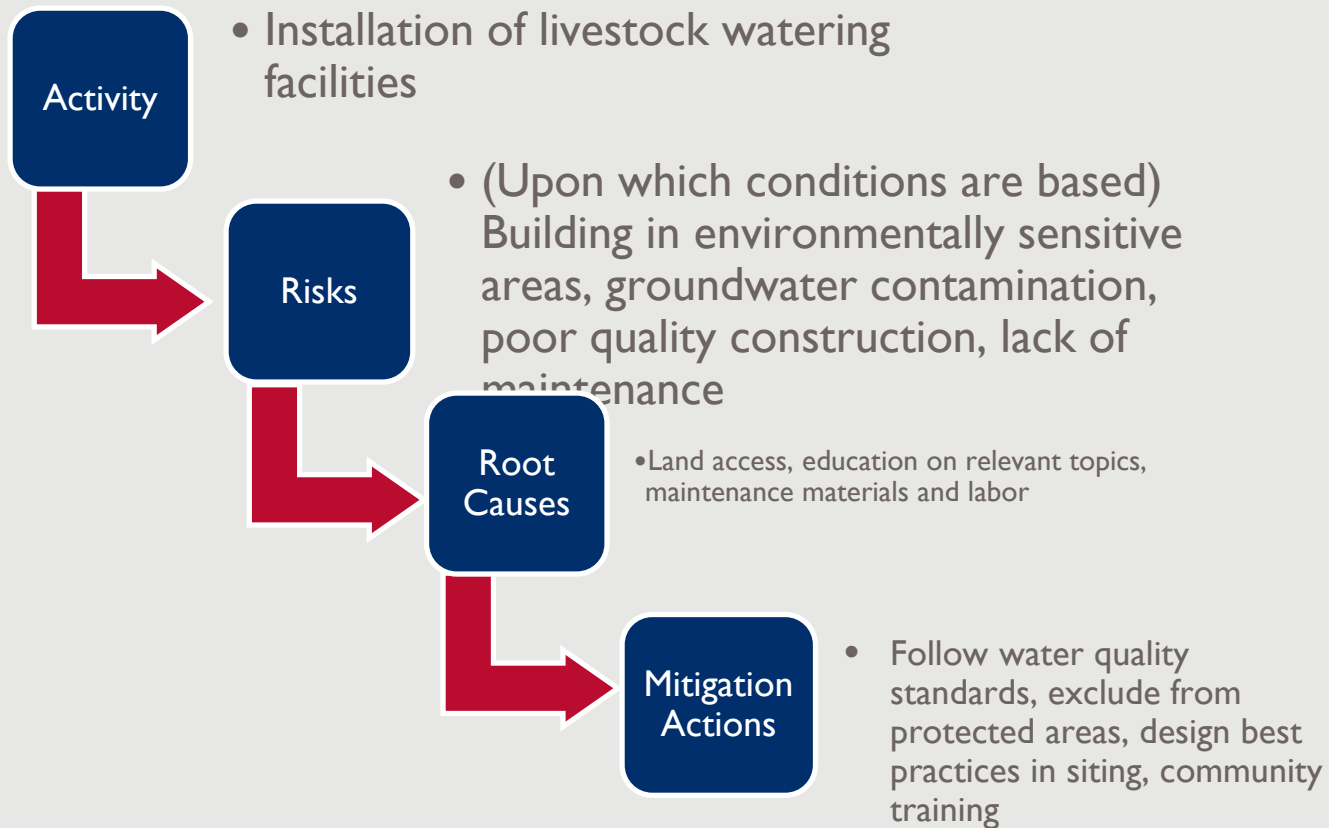 Activity
• Installation of livestock watering
facilities
Risks
• (Upon which conditions are based)
Building in environmentally sensitive
areas, groundwater contamination,
poor quality construction, lack of
maintenance
Root
Causes
•Land access, education on relevant topics,
maintenance materials and labor
Mitigation
Actions
• Follow water quality
standards, exclude from
protected areas, design best
practices in siting, community
training